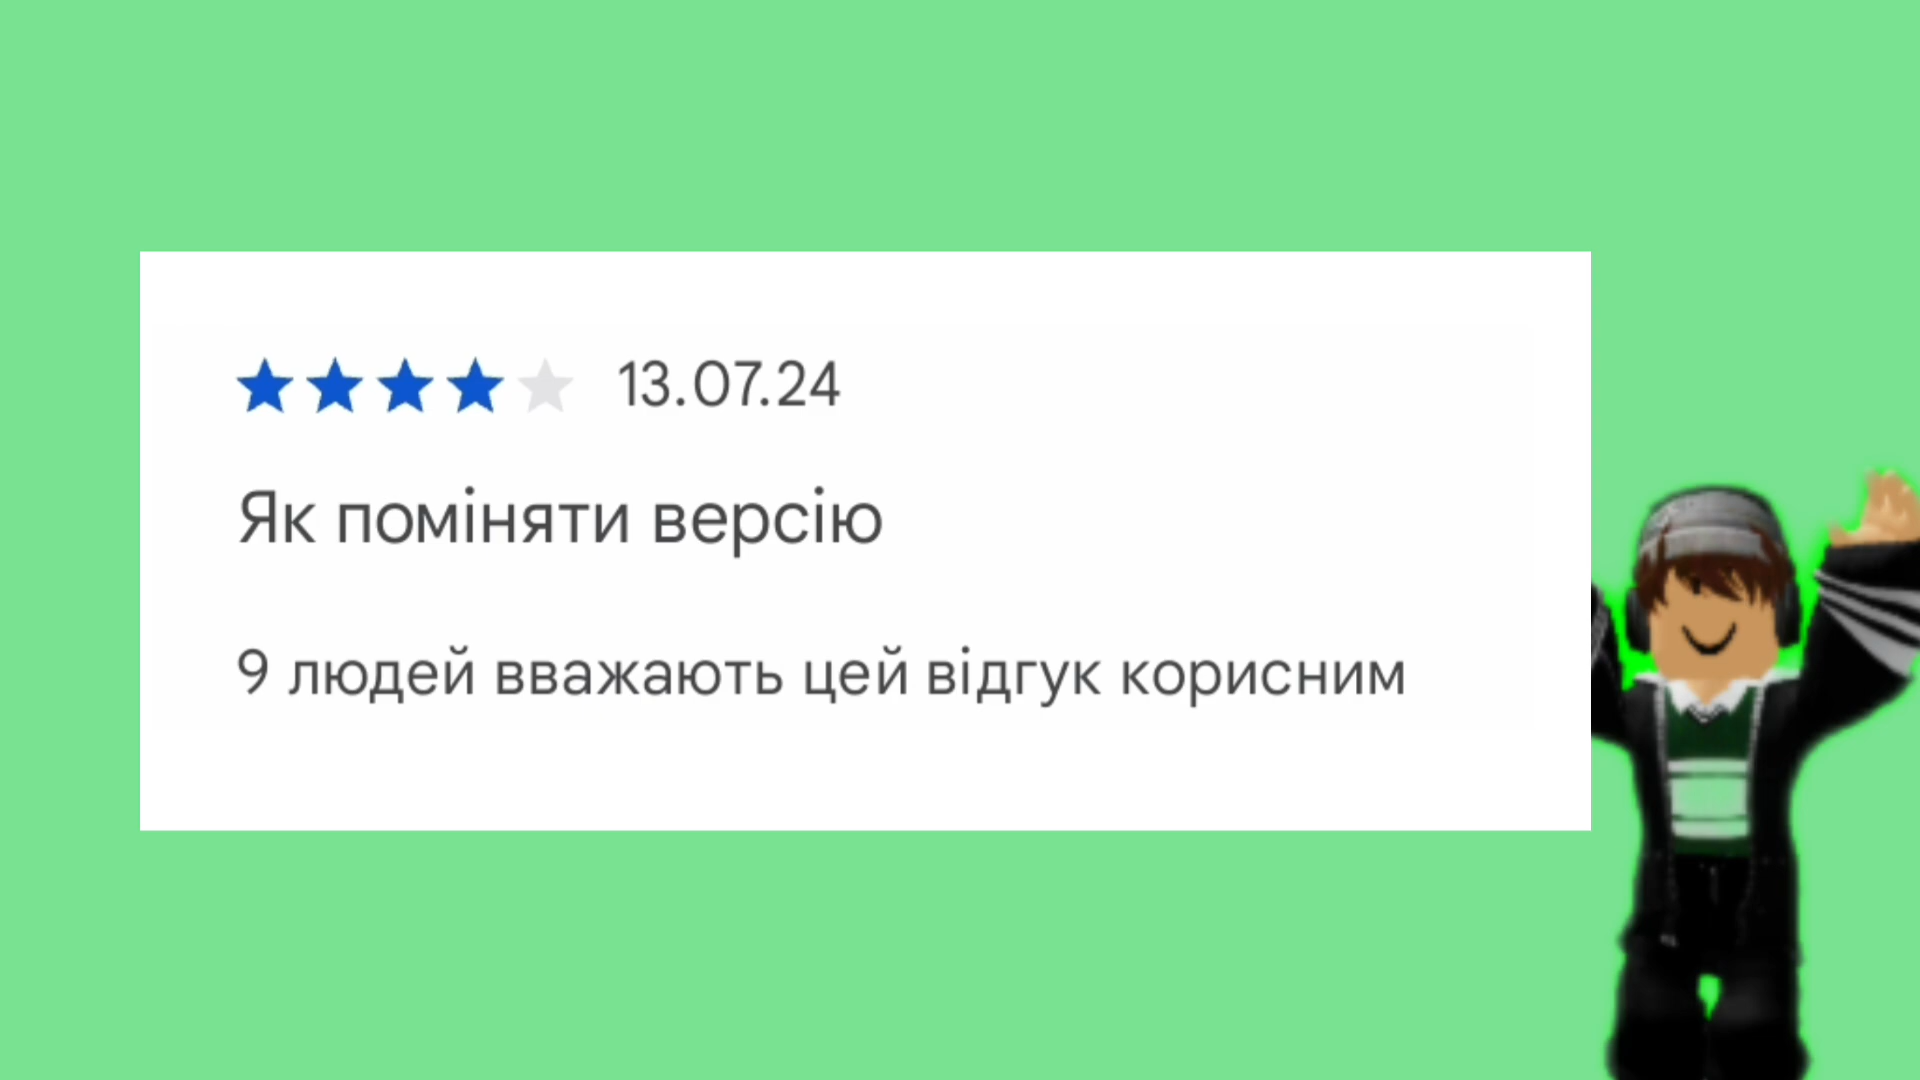 13.07.24
Як поміняти версію
9 людей вважають цей відгук корисним